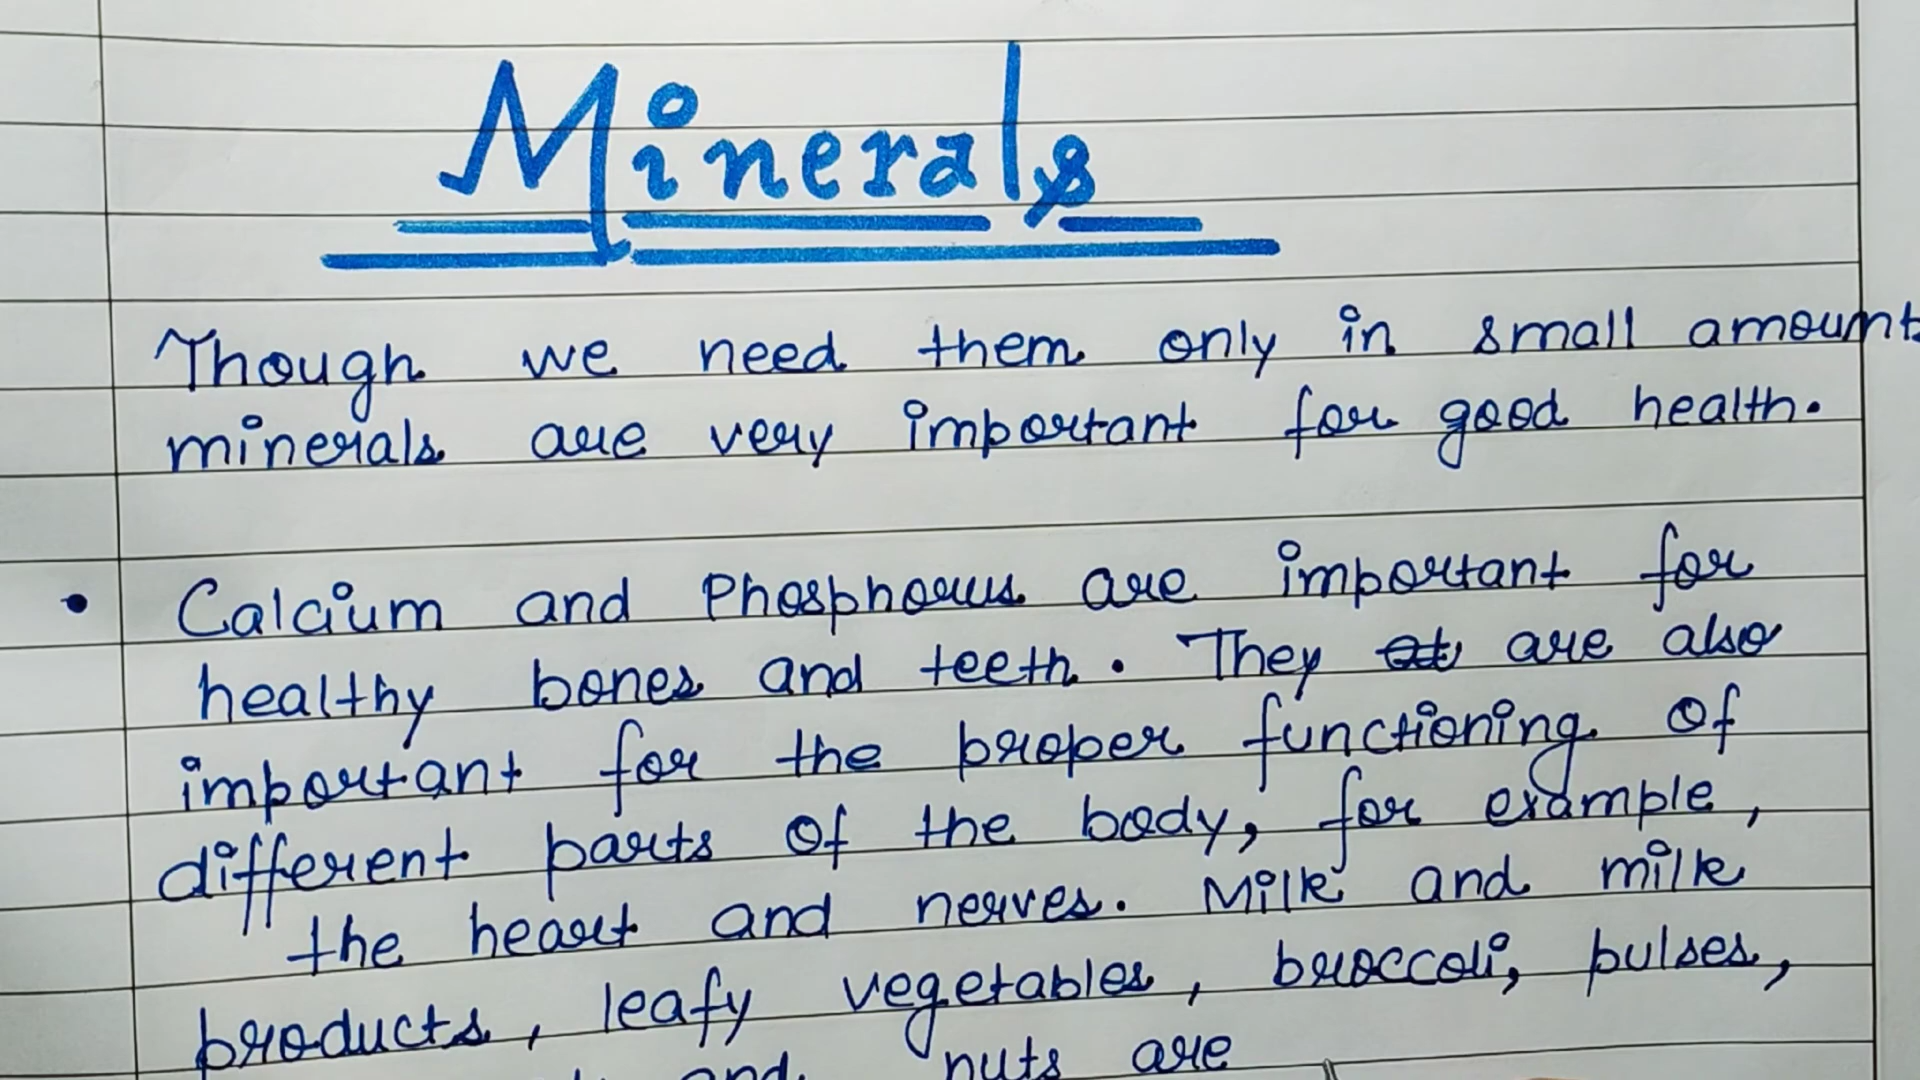 Minerals
Though we need them only in small amount
minerals are very important for good health.
• Calcium and Phosphorus are important for
healthy bones and teeth. They are also
important for the proper functioning of
different parts of the body, for example,
the heart and nerves. Milk and milk
products, leafy vegetables, broccoli, pulses,
and nuts are